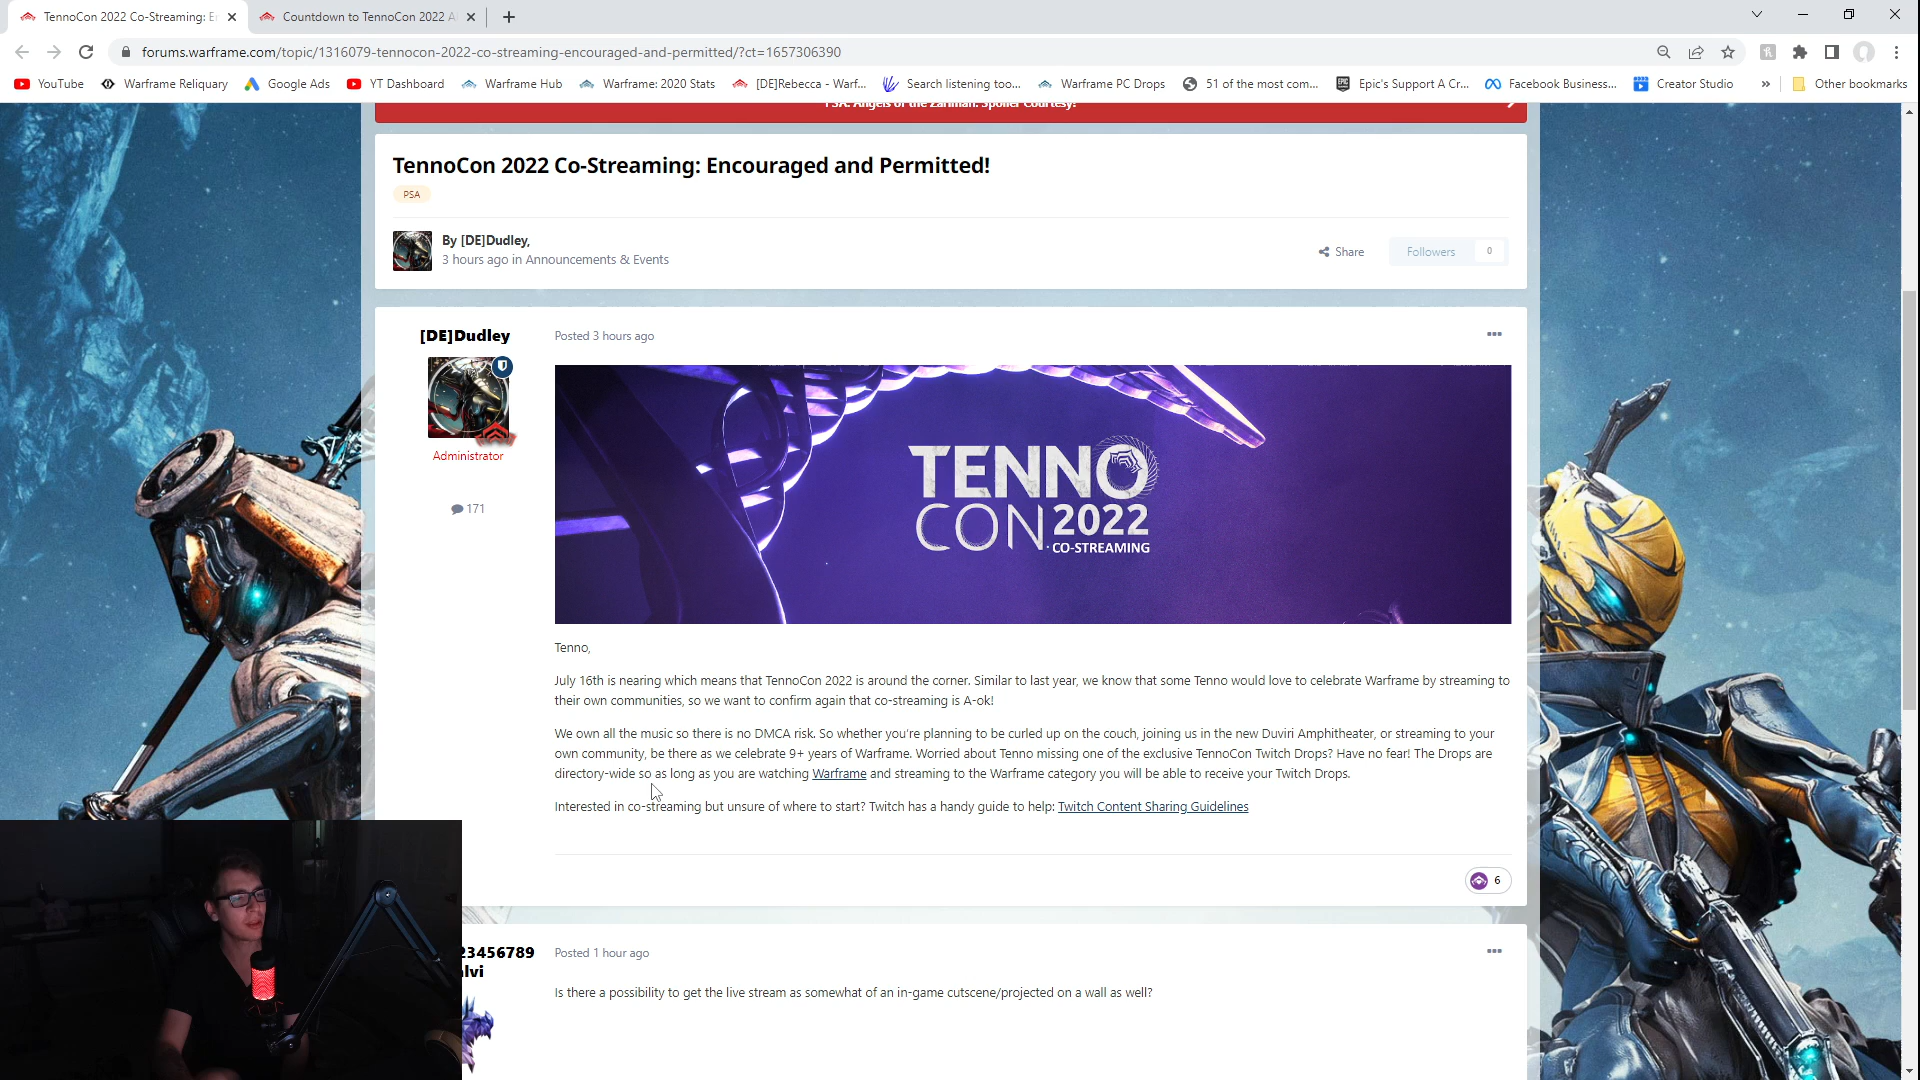 TennoCon 2022 Co-Streaming: E
Countdown to TennoCon 2022 A
forums.warframe.com/topic/1316079-tennocon-2022-co-streaming-encouraged-and-permitted/?ct=1657306390
YouTube
Warframe Reliquary
Google Ads
YT Dashboard
Warframe Hub
Warframe: 2020 Stats
[DE]Rebecca - Warf...
Search listening too...
Warframe PC Drops
51 of the most com...
Epic's Support A Cr...
Facebook Business...
Creator Studio
»
Other bookmarks
PSA: Angels of the Zariman: Spoiler Courtesy!
TennoCon 2022 Co-Streaming: Encouraged and Permitted!
PSA
By [DE]Dudley,
3 hours ago in Announcements & Events
Share
Followers
0
[DE]Dudley
Administrator
171
Posted 3 hours ago
TENNO
CON 2022
CO-STREAMING
Tenno,
July 16th is nearing which means that TennoCon 2022 is around the corner. Similar to last year, we know that some Tenno would love to celebrate Warframe by streaming to
their own communities, so we want to confirm again that co-streaming is A-ok!
We own all the music so there is no DMCA risk. So whether you're planning to be curled up on the couch, joining us in the new Duviri Amphitheater, or streaming to your
own community, be there as we celebrate 9+ years of Warframe. Worried about Tenno missing one of the exclusive TennoCon Twitch Drops? Have no fear! The Drops are
directory-wide so as long as you are watching Warframe and streaming to the Warframe category you will be able to receive your Twitch Drops.
Interested in co-streaming but unsure of where to start? Twitch has a handy guide to help: Twitch Content Sharing Guidelines
6
23456789
lvi
Posted 1 hour ago
Is there a possibility to get the live stream as somewhat of an in-game cutscene/projected on a wall as well?